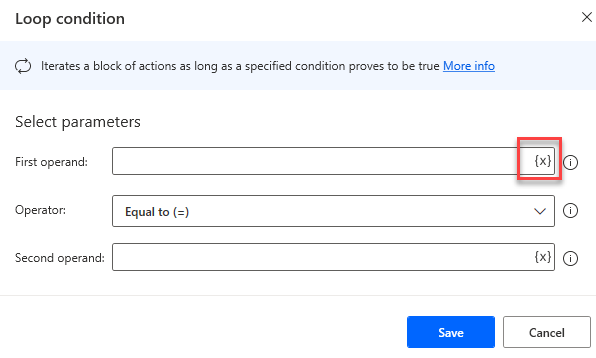 Loop condition
Iterates a block of actions as long as a specified condition proves to be true More info
Select parameters
First operand: {x}
Operator: Equal to (=)
Second operand: {x}
Save Cancel